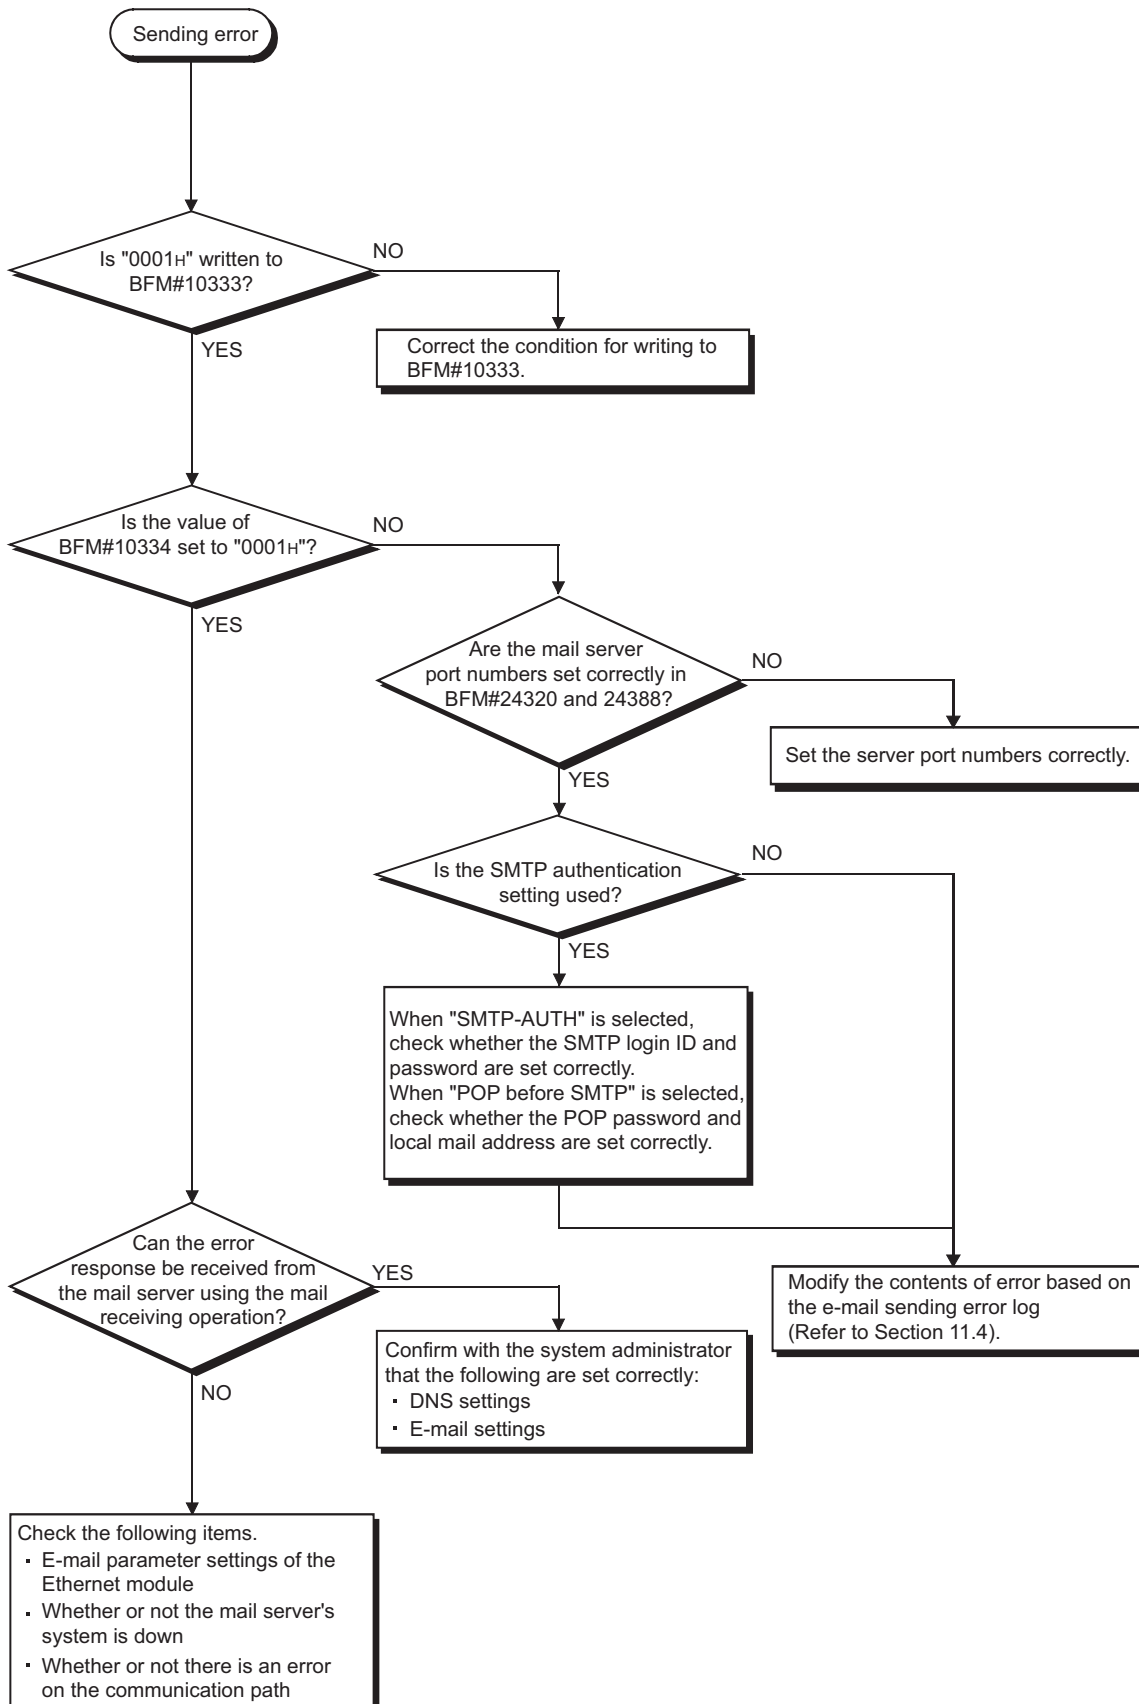 Sending error
Is "0001H" written to
BFM#10333?
NO
YES
Correct the condition for writing to
BFM#10333.
Is the value of
BFM#10334 set to "0001H"?
NO
YES
Are the mail server
port numbers set correctly in
BFM#24320 and 24388?
NO
YES
Set the server port numbers correctly.
Is the SMTP authentication
setting used?
NO
YES
When "SMTP-AUTH" is selected,
check whether the SMTP login ID and
password are set correctly.
When "POP before SMTP" is selected,
check whether the POP password and
local mail address are set correctly.
Can the error
response be received from
the mail server using the mail
receiving operation?
YES
NO
Modify the contents of error based on
the e-mail sending error log
(Refer to Section 11.4).
Confirm with the system administrator
that the following are set correctly:
· DNS settings
· E-mail settings
Check the following items.
· E-mail parameter settings of the
Ethernet module
· Whether or not the mail server's
system is down
· Whether or not there is an error
on the communication path